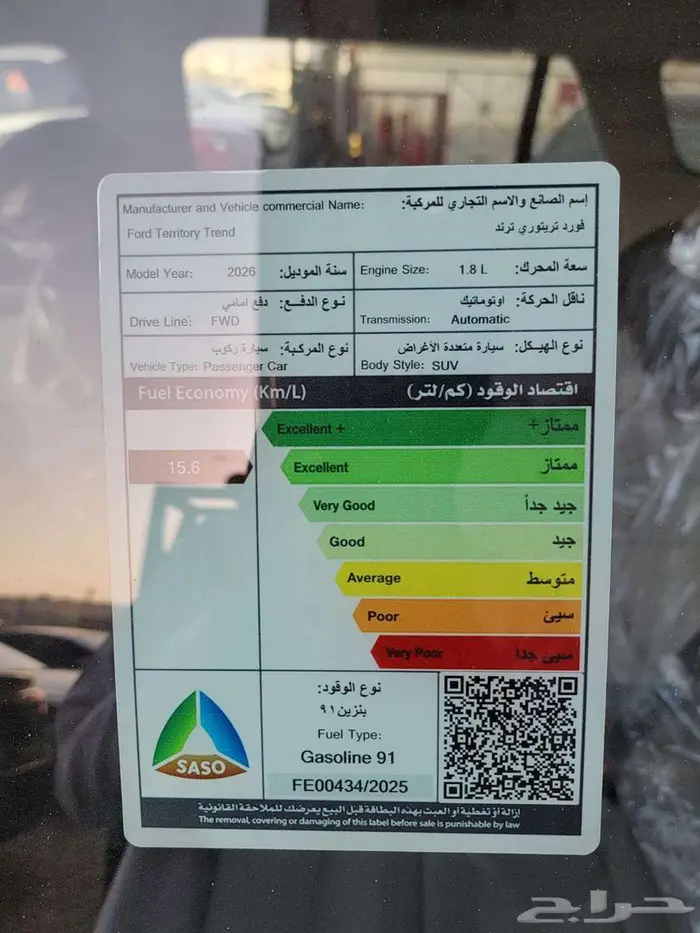 Manufacturer and Vehicle commercial Name: إسم الصانع والاسم التجاري للمركبة:
Ford Territory Trend فورد تريتوري ترند
Model Year: 2026 سنة الموديل: Engine Size: 1.8 L سعة المحرك:
نوع الدفـع: دفع امامي ناقل الحركة: اوتوماتيك
Drive Line: FWD Transmission: Automatic
نوع المركبة: سيارة ركوب نوع الهيكل: سيارة متعددة الأغراض
Vehicle Type: Passenger Car Body Style: SUV
Fuel Economy (Km/L) اقتصاد الوقود (كم/لتر)
Excellent + ممتاز+
15.6 Excellent ممتاز
Very Good جيد جداً
Good جيد
Average متوسط
Poor سيئ
Very Poor سيئ جدا
نوع الوقود:
بنزين ٩١
Fuel Type:
Gasoline 91
SASO
FE00434/2025
إزالة أو تغطية أو العبث بهذه البطاقة قبل البيع يعرضك للملاحقة القانونية
The removal, covering or damaging of this label before sale is punishable by law
حراج